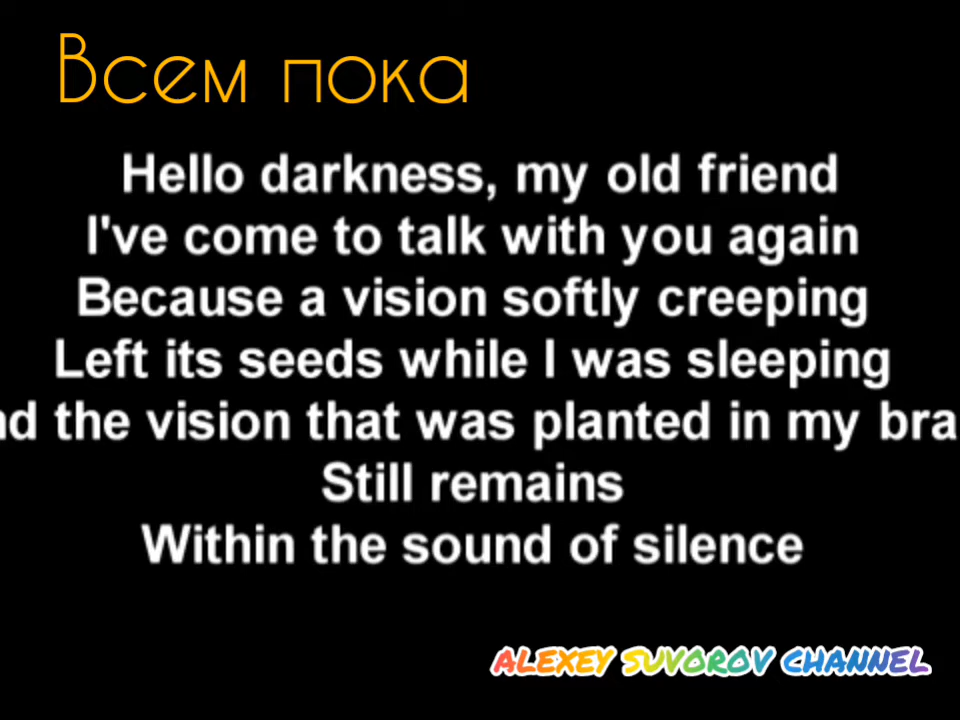 Всем пока
Hello darkness, my old friend
I've come to talk with you again
Because a vision softly creeping
Left its seeds while I was sleeping
the vision that was planted in my
Still remains
Within the sound of silence
ALEXEY SUVOROV CHANNEL